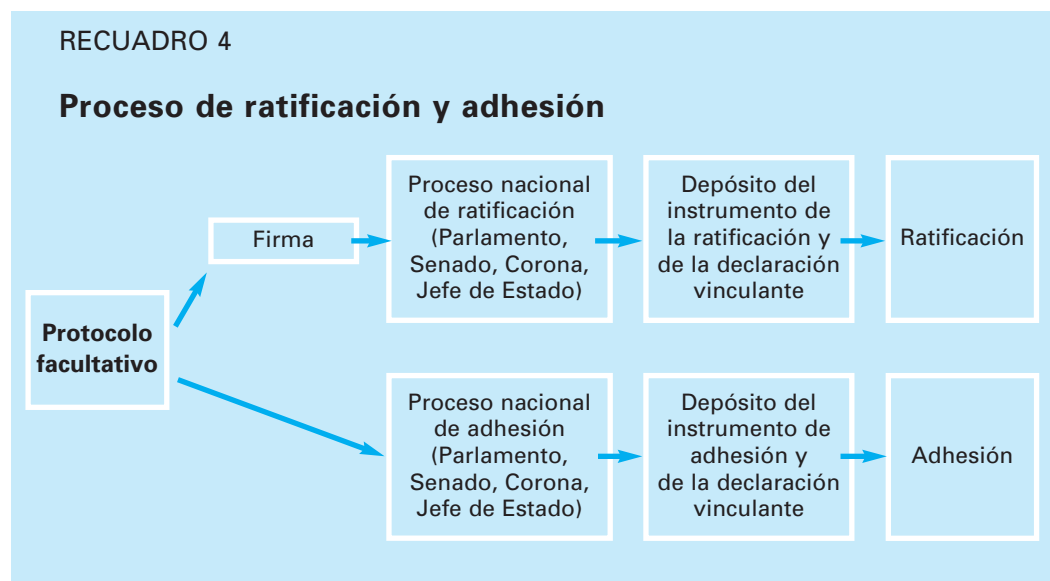 RECUADRO 4
Proceso de ratificación y adhesión
Protocolo
facultativo
Firma
Proceso nacional
de ratificación
(Parlamento,
Senado, Corona,
Jefe de Estado)
Depósito del
instrumento de
la ratificación y
de la declaración
vinculante
Ratificación
Proceso nacional
de adhesión
(Parlamento,
Senado, Corona,
Jefe de Estado)
Depósito del
instrumento de
adhesión y
de la declaración
vinculante
Adhesión